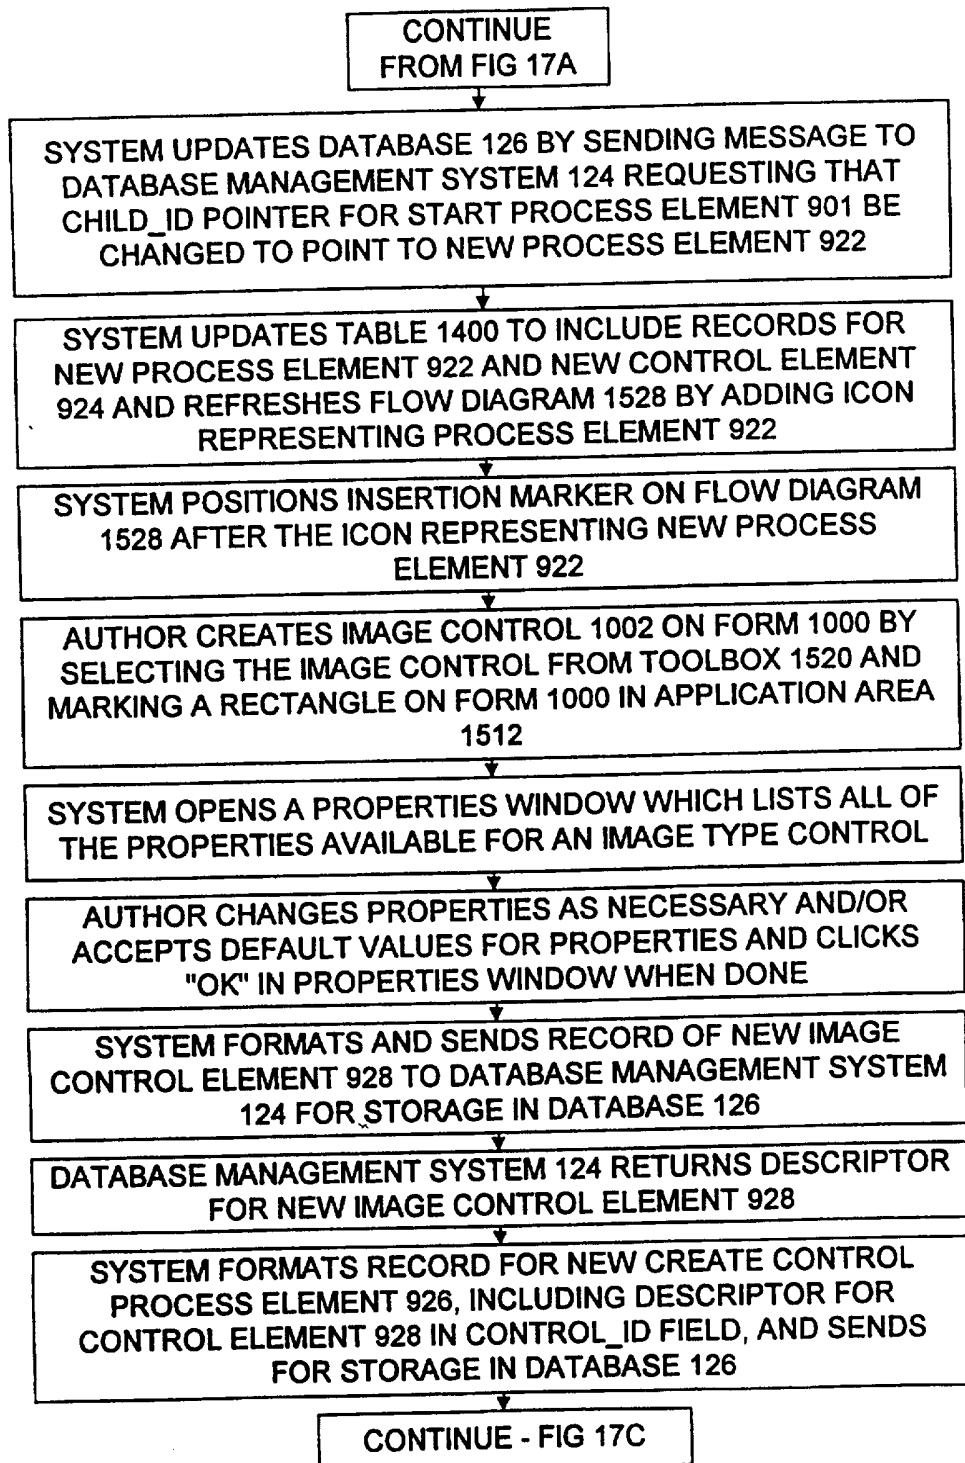 CONTINUE
FROM FIG 17A
SYSTEM UPDATES DATABASE 126 BY SENDING MESSAGE TO
DATABASE MANAGEMENT SYSTEM 124 REQUESTING THAT
CHILD_ID POINTER FOR START PROCESS ELEMENT 901 BE
CHANGED TO POINT TO NEW PROCESS ELEMENT 922
SYSTEM UPDATES TABLE 1400 TO INCLUDE RECORDS FOR
NEW PROCESS ELEMENT 922 AND NEW CONTROL ELEMENT
924 AND REFRESHES FLOW DIAGRAM 1528 BY ADDING ICON
REPRESENTING PROCESS ELEMENT 922
SYSTEM POSITIONS INSERTION MARKER ON FLOW DIAGRAM
1528 AFTER THE ICON REPRESENTING NEW PROCESS
ELEMENT 922
AUTHOR CREATES IMAGE CONTROL 1002 ON FORM 1000 BY
SELECTING THE IMAGE CONTROL FROM TOOLBOX 1520 AND
MARKING A RECTANGLE ON FORM 1000 IN APPLICATION AREA
1512
SYSTEM OPENS A PROPERTIES WINDOW WHICH LISTS ALL OF
THE PROPERTIES AVAILABLE FOR AN IMAGE TYPE CONTROL
AUTHOR CHANGES PROPERTIES AS NECESSARY AND/OR
ACCEPTS DEFAULT VALUES FOR PROPERTIES AND CLICKS
"OK" IN PROPERTIES WINDOW WHEN DONE
SYSTEM FORMATS AND SENDS RECORD OF NEW IMAGE
CONTROL ELEMENT 928 TO DATABASE MANAGEMENT SYSTEM
124 FOR STORAGE IN DATABASE 126
DATABASE MANAGEMENT SYSTEM 124 RETURNS DESCRIPTOR
FOR NEW IMAGE CONTROL ELEMENT 928
SYSTEM FORMATS RECORD FOR NEW CREATE CONTROL
PROCESS ELEMENT 926, INCLUDING DESCRIPTOR FOR
CONTROL ELEMENT 928 IN CONTROL_ID FIELD, AND SENDS
FOR STORAGE IN DATABASE 126
CONTINUE - FIG 17C